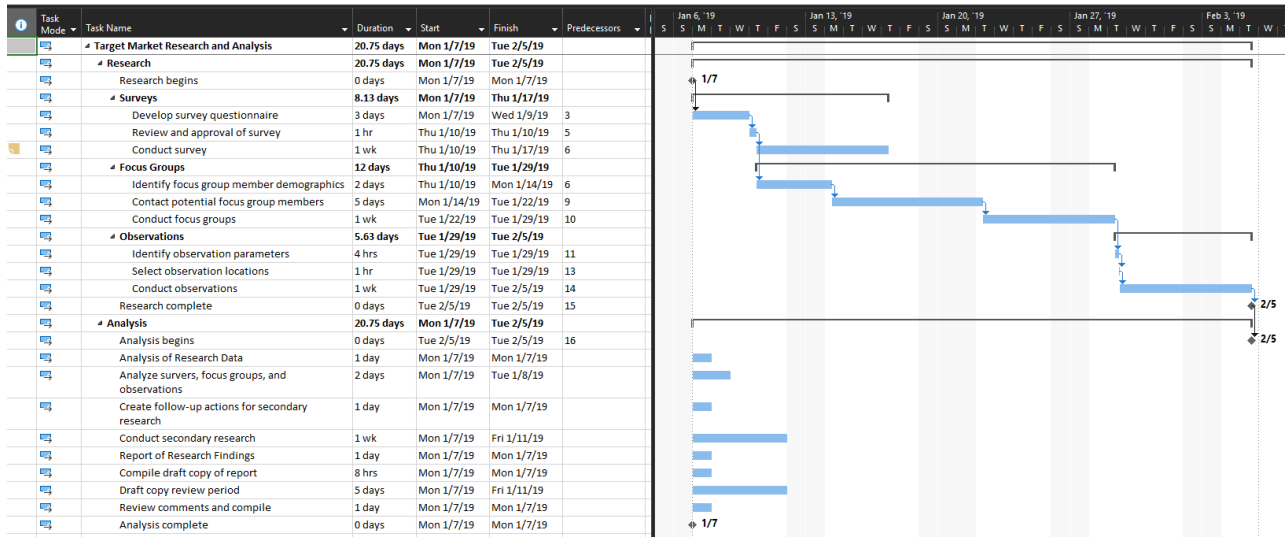 Task Mode Task Name Duration Start Finish Predecessors
Jan 6, '19 Jan 13, '19 Jan 20, '19 Jan 27, '19 Feb 3, '19
S S M T W T F S S M T W T F S S M T W T F S S M T W T F S S M T W
Target Market Research and Analysis 20.75 days Mon 1/7/19 Tue 2/5/19
Research 20.75 days Mon 1/7/19 Tue 2/5/19
Research begins 0 days Mon 1/7/19 Mon 1/7/19 1/7
Surveys 8.13 days Mon 1/7/19 Thu 1/17/19
Develop survey questionnaire 3 days Mon 1/7/19 Wed 1/9/19 3
Review and approval of survey 1 hr Thu 1/10/19 Thu 1/10/19 5
Conduct survey 1 wk Thu 1/10/19 Thu 1/17/19 6
Focus Groups 12 days Thu 1/10/19 Tue 1/29/19
Identify focus group member demographics 2 days Thu 1/10/19 Mon 1/14/19 6
Contact potential focus group members 5 days Mon 1/14/19 Tue 1/22/19 9
Conduct focus groups 1 wk Tue 1/22/19 Tue 1/29/19 10
Observations 5.63 days Tue 1/29/19 Tue 2/5/19
Identify observation parameters 4 hrs Tue 1/29/19 Tue 1/29/19 11
Select observation locations 1 hr Tue 1/29/19 Tue 1/29/19 13
Conduct observations 1 wk Tue 1/29/19 Tue 2/5/19 14
Research complete 0 days Tue 2/5/19 Tue 2/5/19 15 2/5
Analysis 20.75 days Mon 1/7/19 Tue 2/5/19
Analysis begins 0 days Tue 2/5/19 Tue 2/5/19 16 2/5
Analysis of Research Data 1 day Mon 1/7/19 Mon 1/7/19
Analyze survers, focus groups, and 2 days Mon 1/7/19 Tue 1/8/19
observations
Create follow-up actions for secondary 1 day Mon 1/7/19 Mon 1/7/19
research
Conduct secondary research 1 wk Mon 1/7/19 Fri 1/11/19
Report of Research Findings 1 day Mon 1/7/19 Mon 1/7/19
Compile draft copy of report 8 hrs Mon 1/7/19 Mon 1/7/19
Draft copy review period 5 days Mon 1/7/19 Fri 1/11/19
Review comments and compile 1 day Mon 1/7/19 Mon 1/7/19
Analysis complete 0 days Mon 1/7/19 Mon 1/7/19 1/7